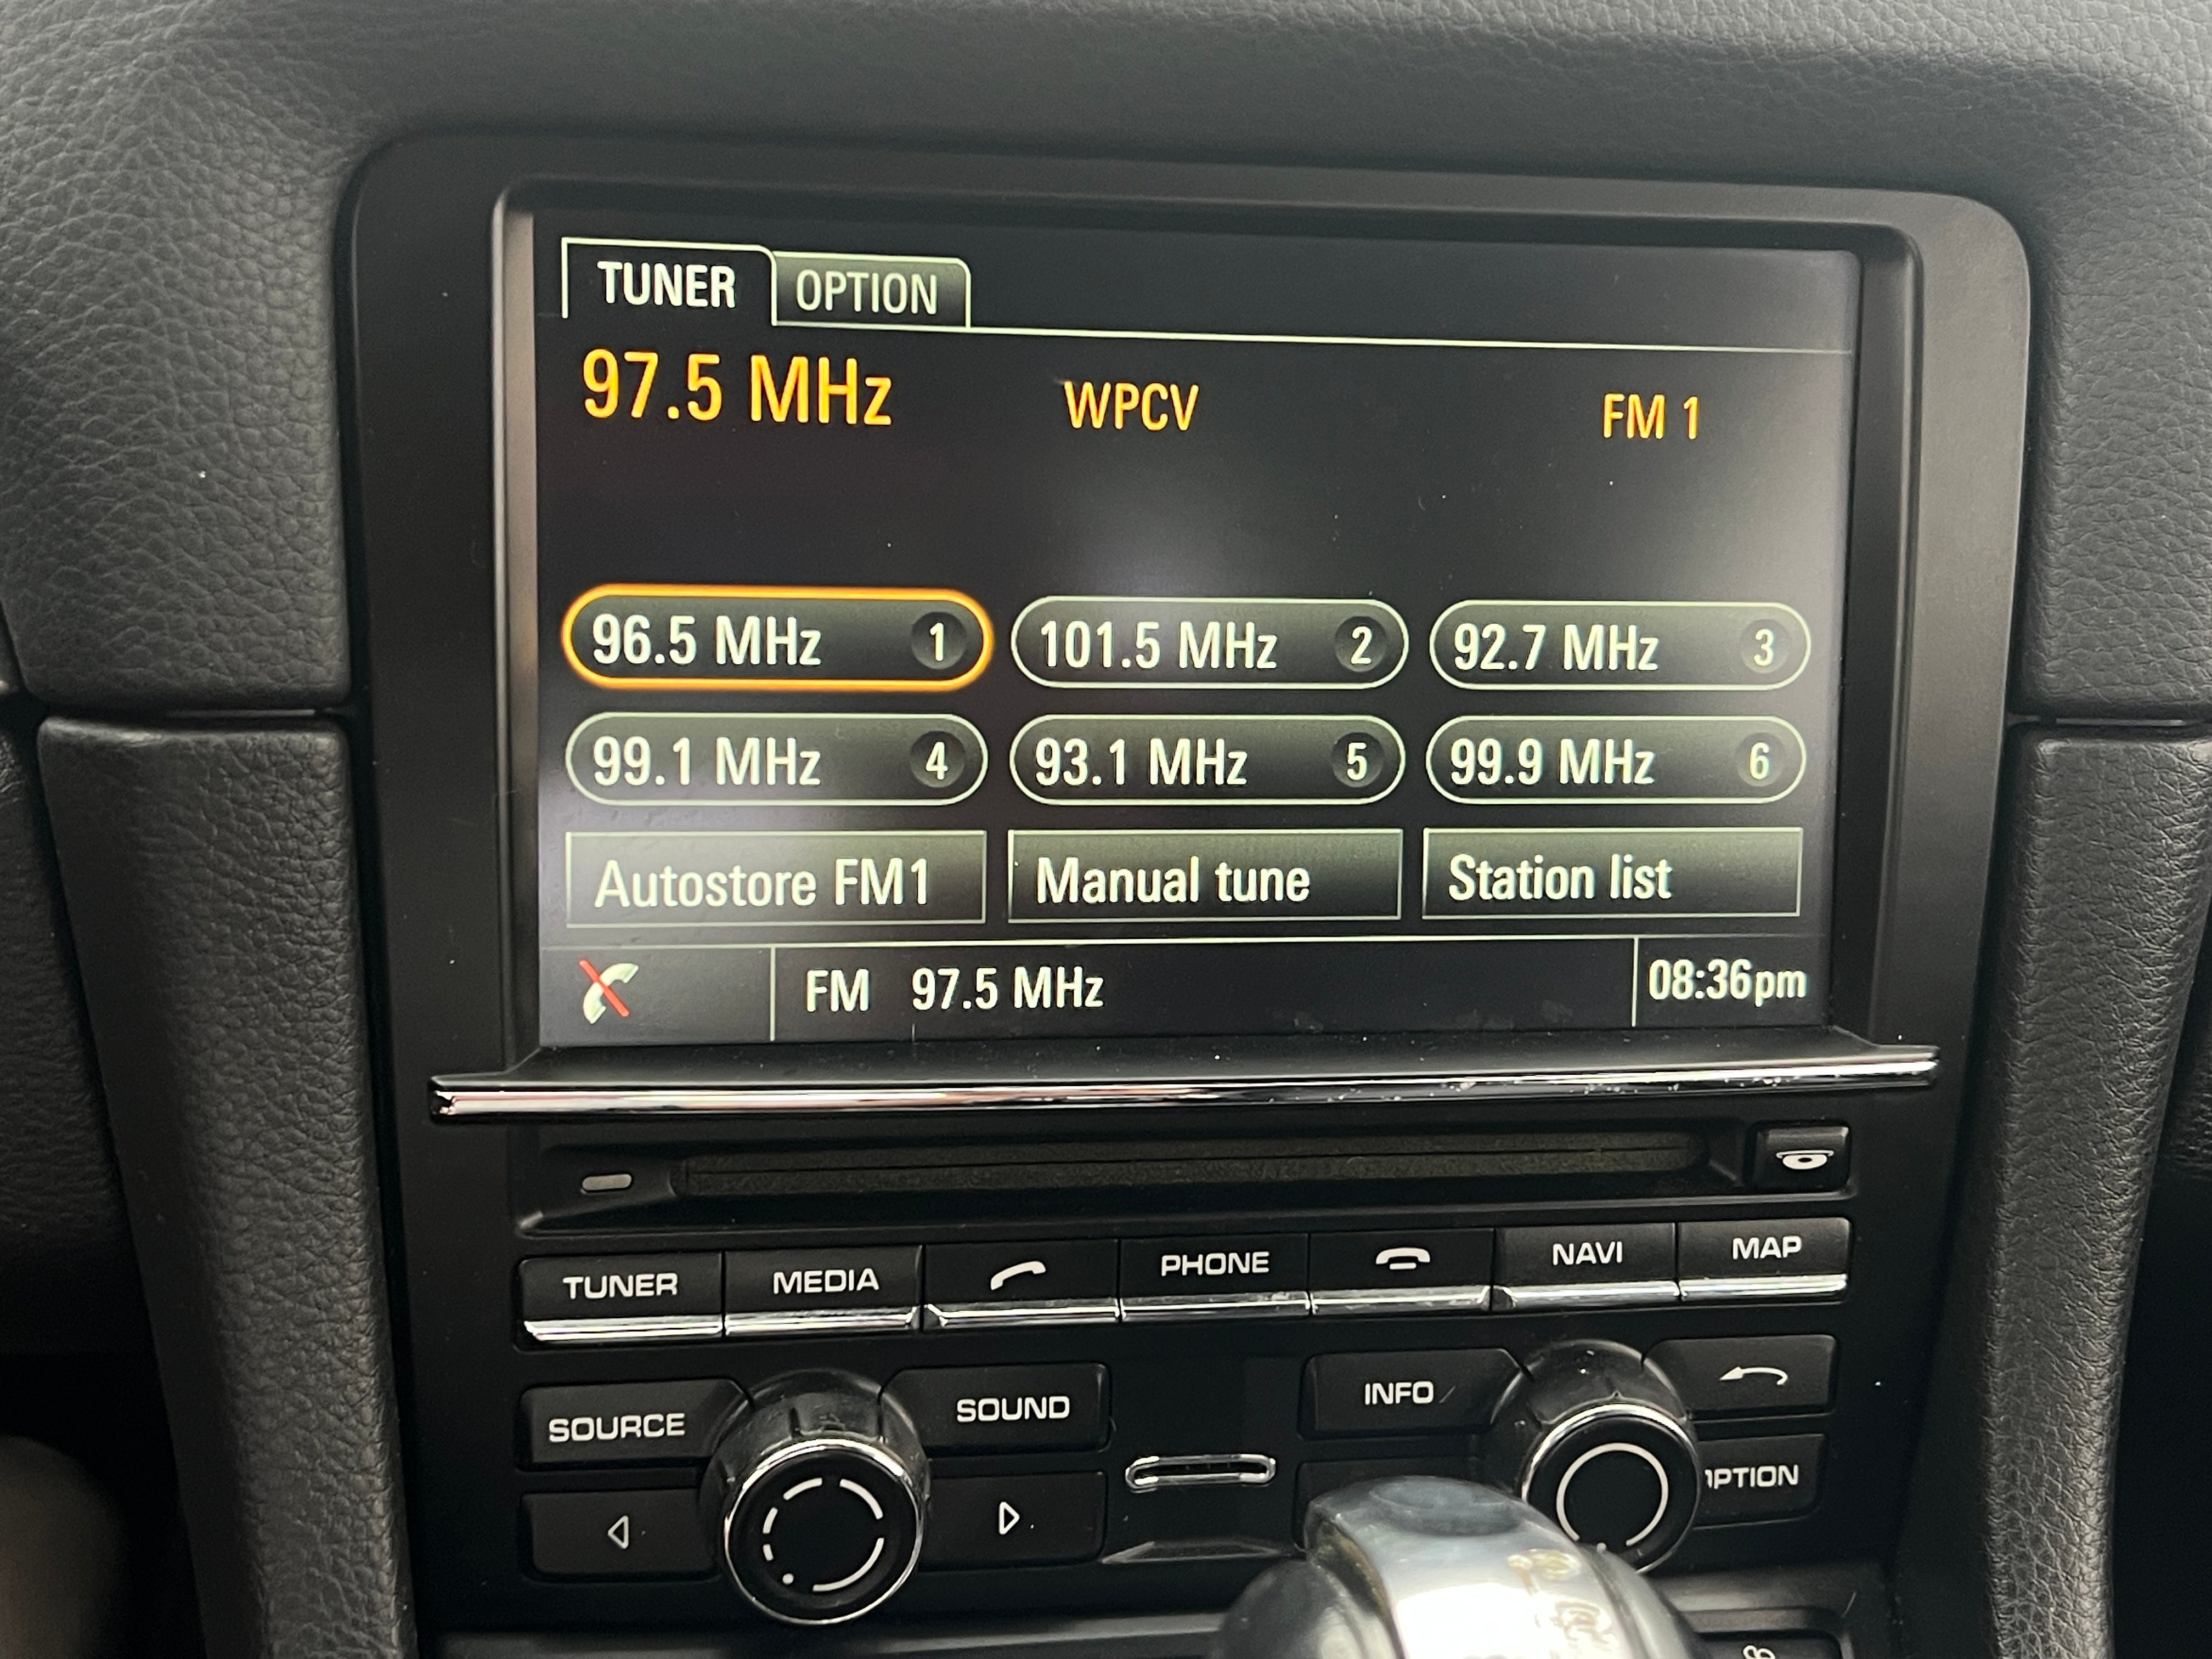 TUNER OPTION
97.5 MHz WPCV FM 1
96.5 MHz 1 101.5 MHz 2 92.7 MHz 3
99.1 MHz 4 93.1 MHz 5 99.9 MHz 6
Autostore FM1 Manual tune Station list
FM 97.5 MHz 08:36pm
TUNER MEDIA PHONE NAVI MAP
SOURCE SOUND INFO
PTION